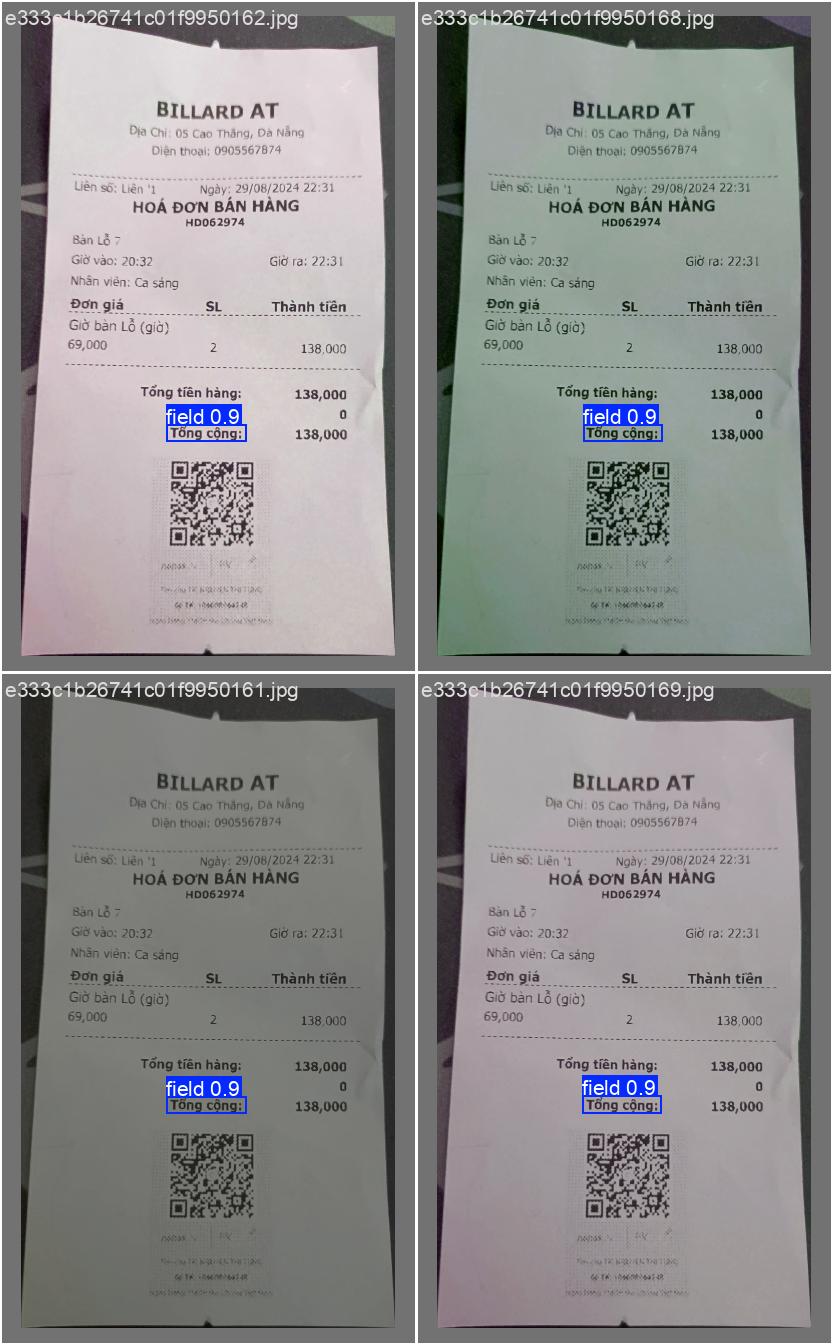 e333c1b26741c01f9950162.jpg
BILLARD AT
Địa Chỉ: 05 Cao Thắng, Đà Nẵng
Điện thoại: 0905567874
Liên số: Liên '1 Ngày: 29/08/2024 22:31
HOÁ ĐƠN BÁN HÀNG
HD062974
Bàn Lỗ 7
Giờ vào: 20:32 Giờ ra: 22:31
Nhân viên: Ca sáng
Đơn giá SL Thành tiền
Giờ bàn Lỗ (giờ)
69,000 2 138,000
Tổng tiền hàng: 138,000
field 0.9 0
Tổng cộng: 138,000
e333c1b26741c01f9950168.jpg
BILLARD AT
Địa Chỉ: 05 Cao Thắng, Đà Nẵng
Điện thoại: 0905567874
Liên số: Liên '1 Ngày: 29/08/2024 22:31
HOÁ ĐƠN BÁN HÀNG
HD062974
Bàn Lỗ 7
Giờ vào: 20:32 Giờ ra: 22:31
Nhân viên: Ca sáng
Đơn giá SL Thành tiền
Giờ bàn Lỗ (giờ)
69,000 2 138,000
Tổng tiền hàng: 138,000
field 0.9 0
Tổng cộng: 138,000
e333c1b26741c01f9950161.jpg
BILLARD AT
Địa Chỉ: 05 Cao Thắng, Đà Nẵng
Điện thoại: 0905567874
Liên số: Liên '1 Ngày: 29/08/2024 22:31
HOÁ ĐƠN BÁN HÀNG
HD062974
Bàn Lỗ 7
Giờ vào: 20:32 Giờ ra: 22:31
Nhân viên: Ca sáng
Đơn giá SL Thành tiền
Giờ bàn Lỗ (giờ)
69,000 2 138,000
Tổng tiền hàng: 138,000
field 0.9 0
Tổng cộng: 138,000
e333c1b26741c01f9950169.jpg
BILLARD AT
Địa Chỉ: 05 Cao Thắng, Đà Nẵng
Điện thoại: 0905567874
Liên số: Liên '1 Ngày: 29/08/2024 22:31
HOÁ ĐƠN BÁN HÀNG
HD062974
Bàn Lỗ 7
Giờ vào: 20:32 Giờ ra: 22:31
Nhân viên: Ca sáng
Đơn giá SL Thành tiền
Giờ bàn Lỗ (giờ)
69,000 2 138,000
Tổng tiền hàng: 138,000
field 0.9 0
Tổng cộng: 138,000